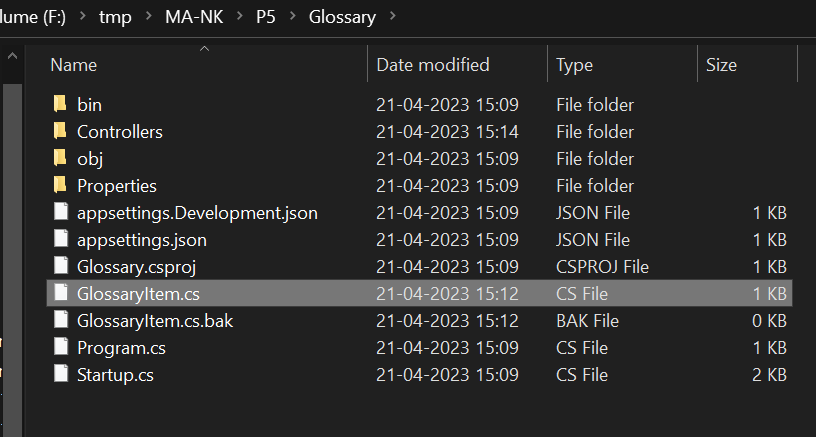 lume (F:) > tmp > MA-NK > P5 > Glossary >
Name Date modified Type Size
bin 21-04-2023 15:09 File folder
Controllers 21-04-2023 15:14 File folder
obj 21-04-2023 15:09 File folder
Properties 21-04-2023 15:09 File folder
appsettings.Development.json 21-04-2023 15:09 JSON File 1 KB
appsettings.json 21-04-2023 15:09 JSON File 1 KB
Glossary.csproj 21-04-2023 15:09 CSPROJ File 1 KB
GlossaryItem.cs 21-04-2023 15:12 CS File 1 KB
GlossaryItem.cs.bak 21-04-2023 15:12 BAK File 0 KB
Program.cs 21-04-2023 15:09 CS File 1 KB
Startup.cs 21-04-2023 15:09 CS File 2 KB